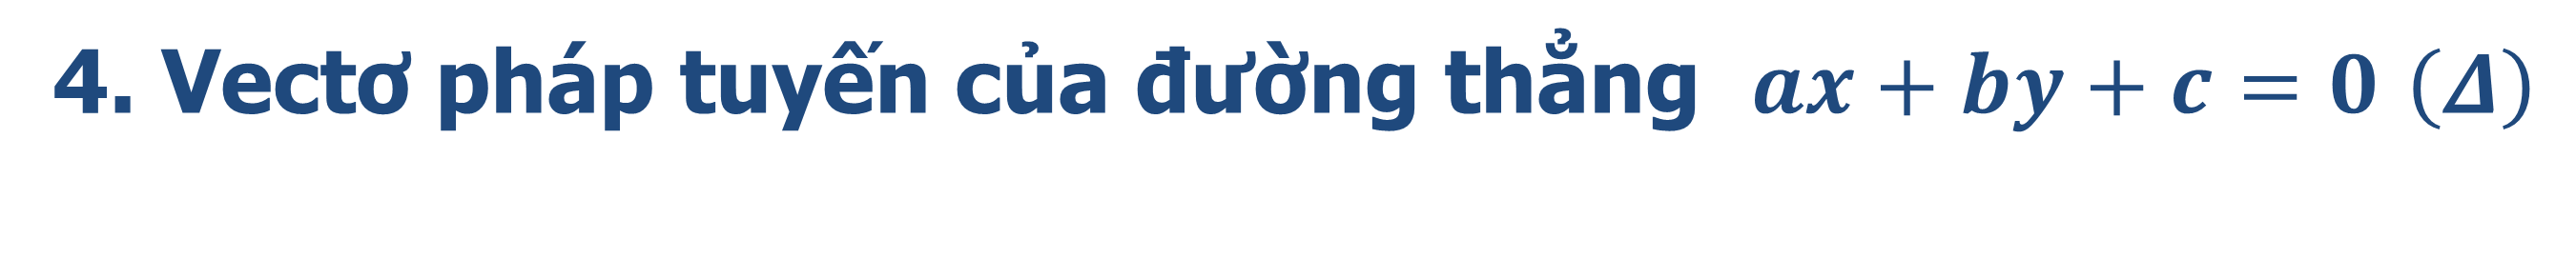 4. Vectơ pháp tuyến của đường thẳng ax + by + c = 0 (Δ)